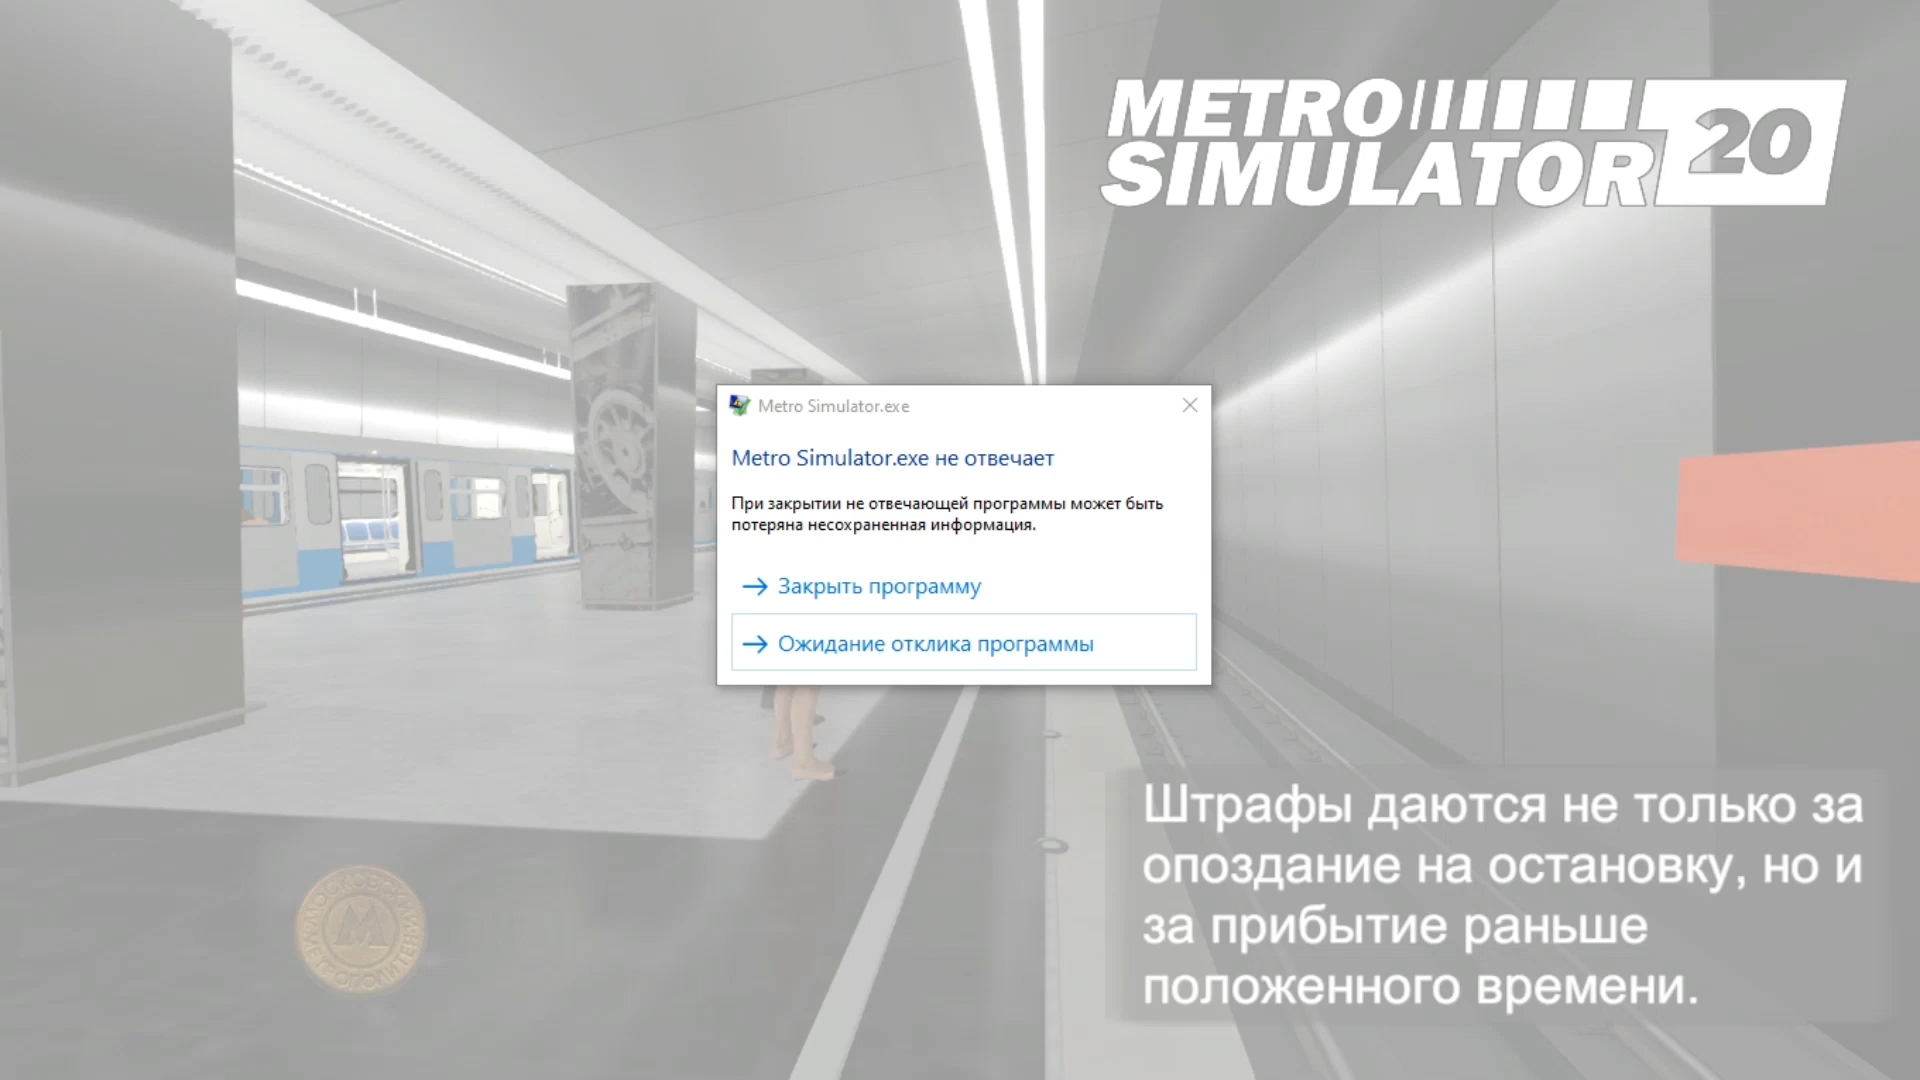 METRO
SIMULATOR 20
Metro Simulator.exe
Metro Simulator.exe не отвечает
При закрытии не отвечающей программы может быть
потеряна несохраненная информация.
Закрыть программу
Ожидание отклика программы
Штрафы даются не только за
опоздание на остановку, но и
за прибытие раньше
положенного времени.
МОСКОВСКИЙ
М
МЕТРОПОЛИТЕН